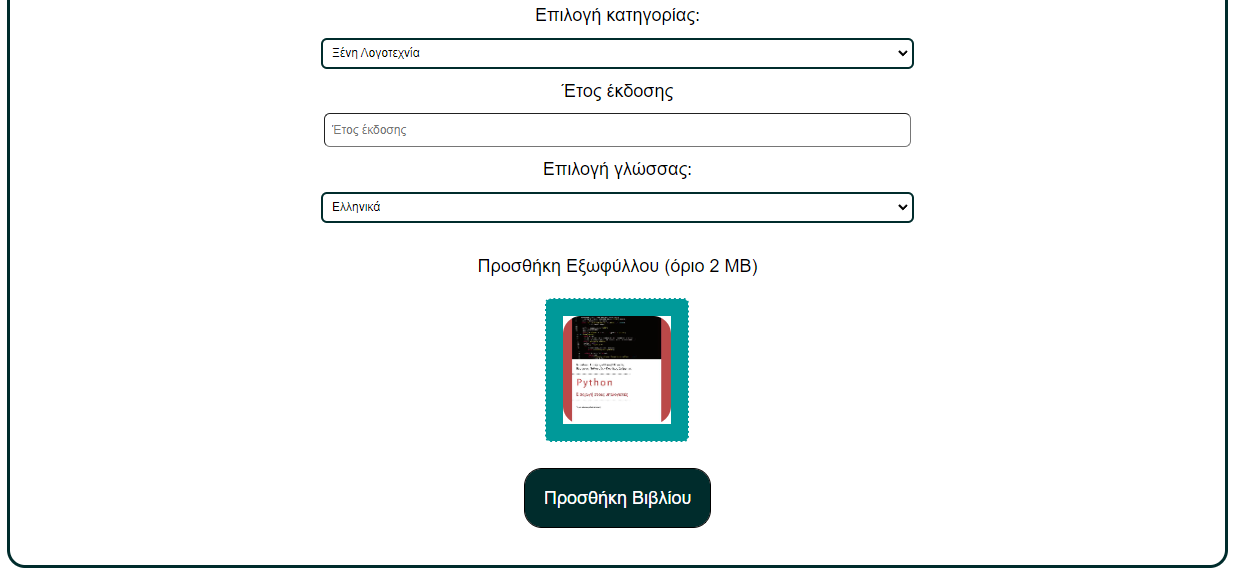 Επιλογή κατηγορίας:
Ξένη Λογοτεχνία
Έτος έκδοσης
Έτος έκδοσης
Επιλογή γλώσσας:
Ελληνικά
Προσθήκη Εξωφύλλου (όριο 2 MB)
Python
Προσθήκη Βιβλίου